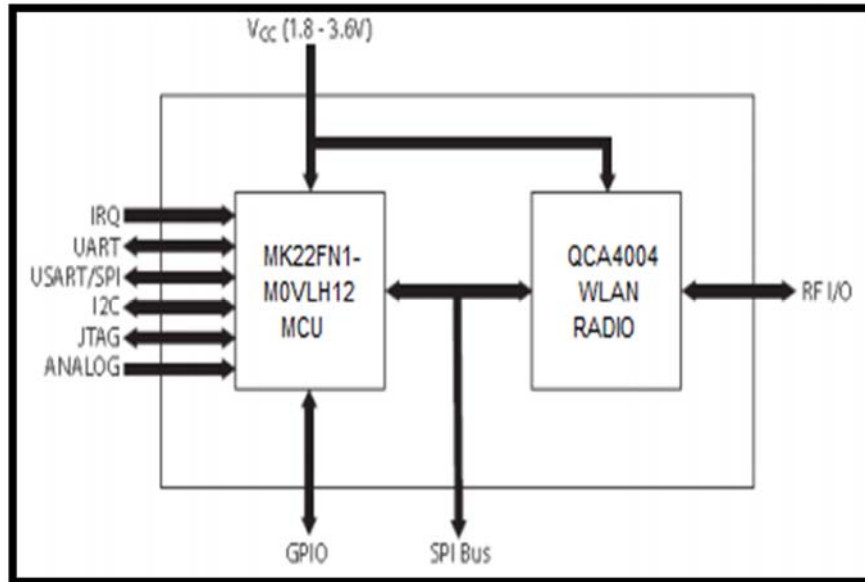 VCC (1.8 - 3.6V)
IRQ
UART
USART/SPI
I2C
JTAG
ANALOG
MK22FN1-
M0VLH12
MCU
QCA4004
WLAN
RADIO
RF I/O
GPIO
SPI Bus